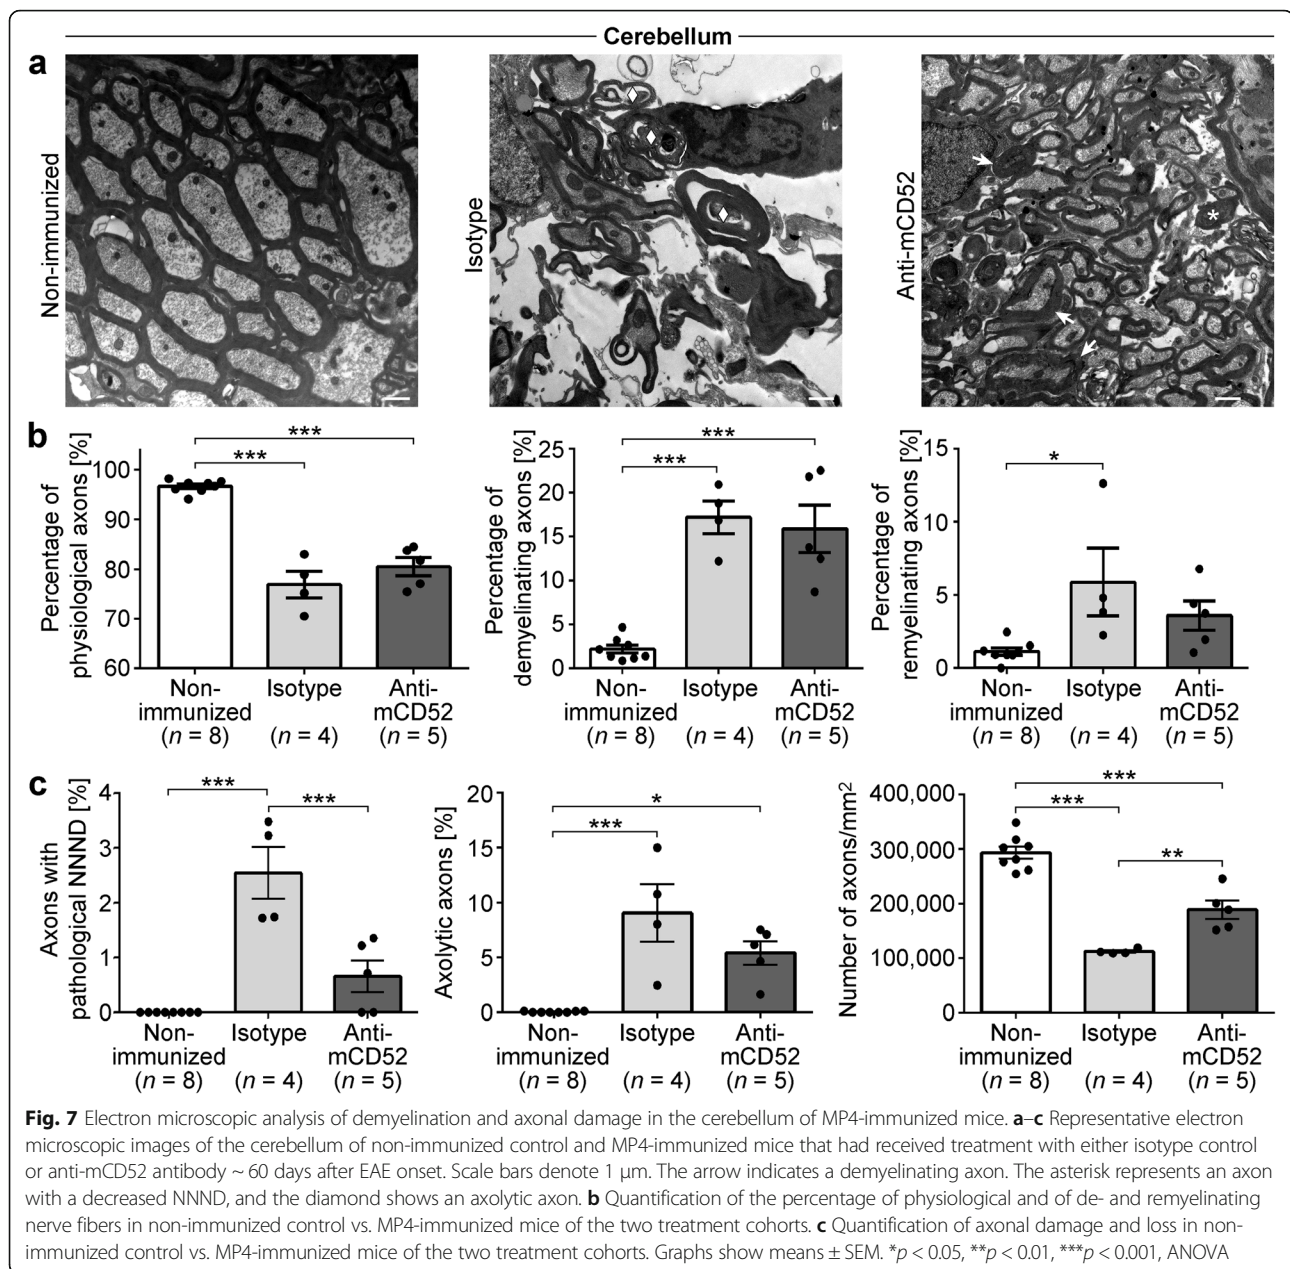 Cerebellum
a
Non-immunized
Isotype
Anti-mCD52
*
b
Percentage of
physiological axons [%]
100
90
80
70
60
***
***
Non-
immunized
(n = 8)
Isotype
(n = 4)
Anti-
mCD52
(n = 5)
Percentage of
demyelinating axons [%]
25
20
15
10
5
0
***
***
Non-
immunized
(n = 8)
Isotype
(n = 4)
Anti-
mCD52
(n = 5)
Percentage of
remyelinating axons [%]
15
10
5
0
*
Non-
immunized
(n = 8)
Isotype
(n = 4)
Anti-
mCD52
(n = 5)
c
Axons with
pathological NNND [%]
4
3
2
1
0
***
***
Non-
immunized
(n = 8)
Isotype
(n = 4)
Anti-
mCD52
(n = 5)
Axolytic axons [%]
20
15
10
5
0
*
***
Non-
immunized
(n = 8)
Isotype
(n = 4)
Anti-
mCD52
(n = 5)
Number of axons/mm²
400,000
300,000
200,000
100,000
0
***
***
**
Non-
immunized
(n = 8)
Isotype
(n = 4)
Anti-
mCD52
(n = 5)
Fig. 7 Electron microscopic analysis of demyelination and axonal damage in the cerebellum of MP4-immunized mice. a–c Representative electron
microscopic images of the cerebellum of non-immunized control and MP4-immunized mice that had received treatment with either isotype control
or anti-mCD52 antibody ~ 60 days after EAE onset. Scale bars denote 1 μm. The arrow indicates a demyelinating axon. The asterisk represents an axon
with a decreased NNND, and the diamond shows an axolytic axon. b Quantification of the percentage of physiological and of de- and remyelinating
nerve fibers in non-immunized control vs. MP4-immunized mice of the two treatment cohorts. c Quantification of axonal damage and loss in non-
immunized control vs. MP4-immunized mice of the two treatment cohorts. Graphs show means ± SEM. *p < 0.05, **p < 0.01, ***p < 0.001, ANOVA